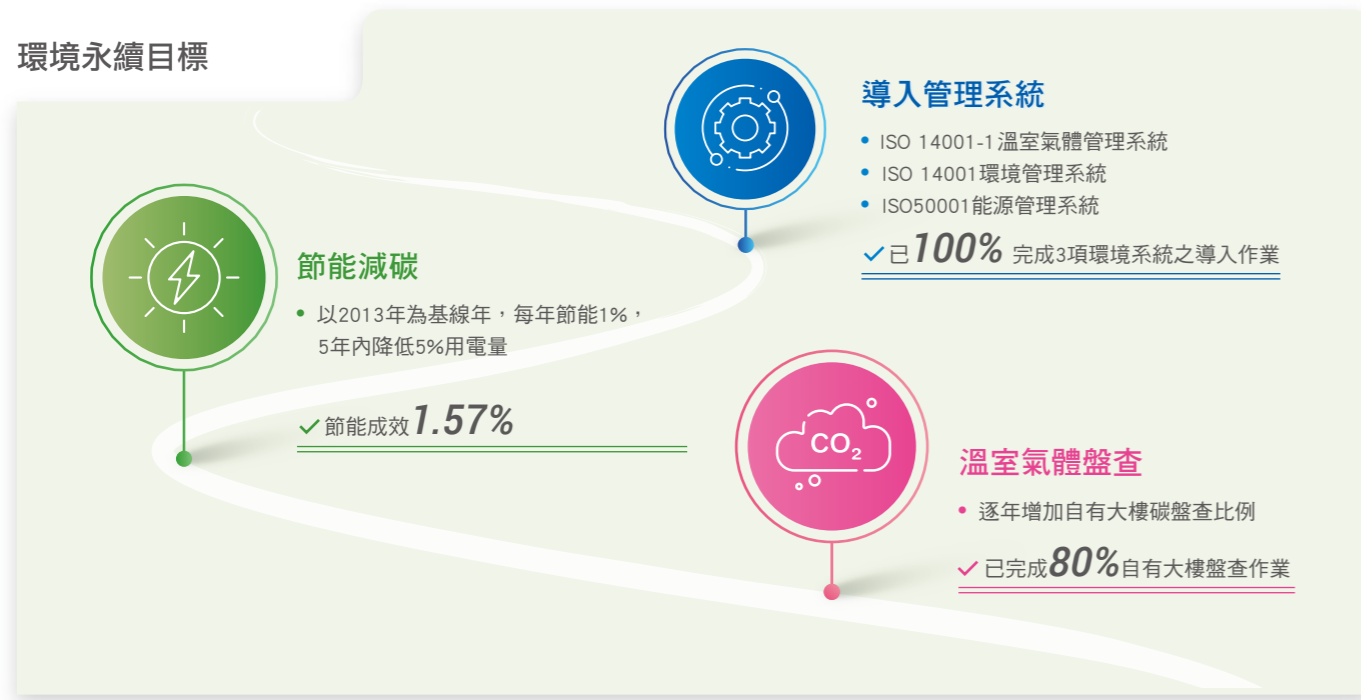 環境永續目標
導入管理系統
• ISO 14001-1溫室氣體管理系統
• ISO 14001環境管理系統
• ISO50001能源管理系統
✓已100% 完成3項環境系統之導入作業
節能減碳
• 以2013年為基線年，每年節能1%，
5年內降低5%用電量
✓節能成效1.57%
CO₂
溫室氣體盤查
• 逐年增加自有大樓碳盤查比例
✓已完成80%自有大樓盤查作業